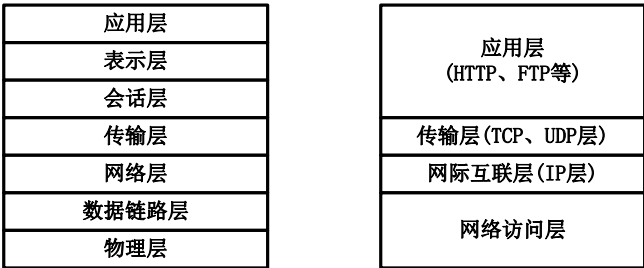 应用层
表示层
会话层
传输层
网络层
数据链路层
物理层
应用层
(HTTP、FTP等)
传输层(TCP、UDP层)
网际互联层(IP层)
网络访问层